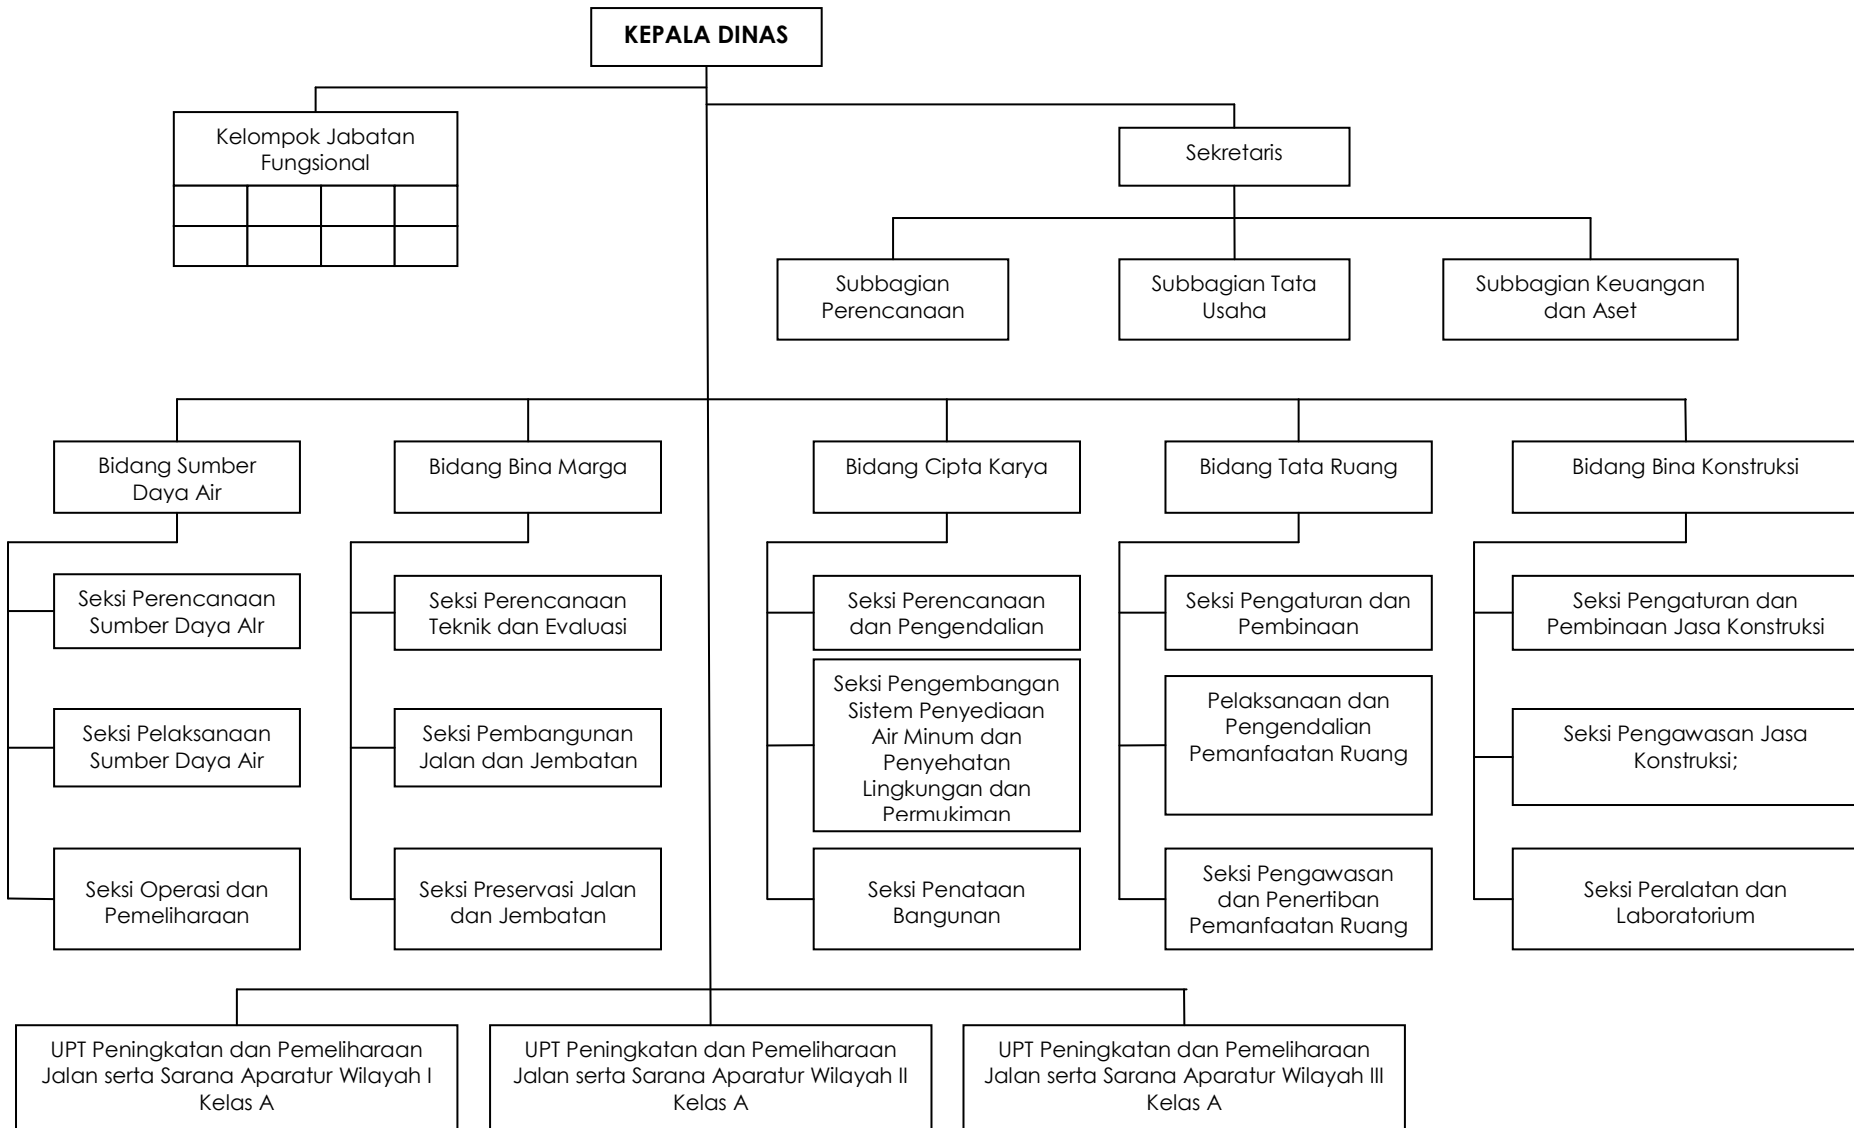 KEPALA DINAS
Kelompok Jabatan
Fungsional
Sekretaris
Subbagian
Perencanaan
Subbagian Tata
Usaha
Subbagian Keuangan
dan Aset
Bidang Sumber
Daya Air
Bidang Bina Marga
Bidang Cipta Karya
Bidang Tata Ruang
Bidang Bina Konstruksi
Seksi Perencanaan
Sumber Daya AIr
Seksi Perencanaan
Teknik dan Evaluasi
Seksi Perencanaan
dan Pengendalian
Seksi Pengaturan dan
Pembinaan
Seksi Pengaturan dan
Pembinaan Jasa Konstruksi
Seksi Pelaksanaan
Sumber Daya Air
Seksi Pembangunan
Jalan dan Jembatan
Seksi Pengembangan
Sistem Penyediaan
Air Minum dan
Penyehatan
Lingkungan dan
Permukiman
Pelaksanaan dan
Pengendalian
Pemanfaatan Ruang
Seksi Pengawasan Jasa
Konstruksi;
Seksi Operasi dan
Pemeliharaan
Seksi Preservasi Jalan
dan Jembatan
Seksi Penataan
Bangunan
Seksi Pengawasan
dan Penertiban
Pemanfaatan Ruang
Seksi Peralatan dan
Laboratorium
UPT Peningkatan dan Pemeliharaan
Jalan serta Sarana Aparatur Wilayah I
Kelas A
UPT Peningkatan dan Pemeliharaan
Jalan serta Sarana Aparatur Wilayah II
Kelas A
UPT Peningkatan dan Pemeliharaan
Jalan serta Sarana Aparatur Wilayah III
Kelas A